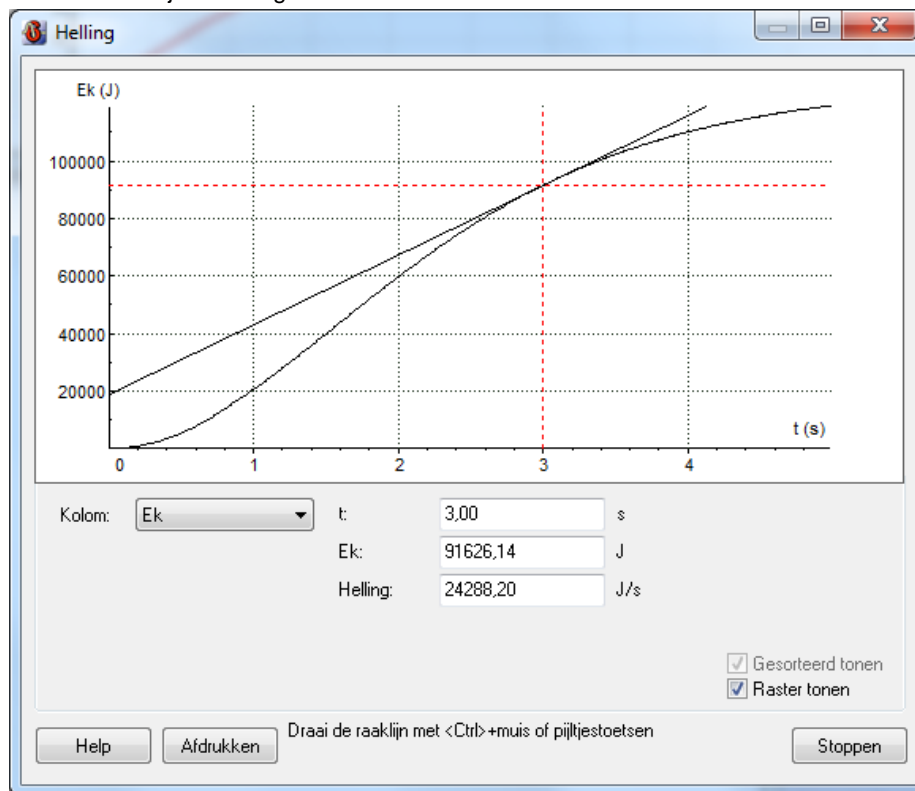 Helling
Ek (J)
100000
80000
60000
40000
20000
t (s)
0 1 2 3 4
Kolom: Ek t: 3,00 s
Ek: 91626,14 J
Helling: 24288,20 J/s
Gesorteerd tonen
Raster tonen
Help Afdrukken Draai de raaklijn met <Ctrl>+muis of pijltjestoetsen Stoppen